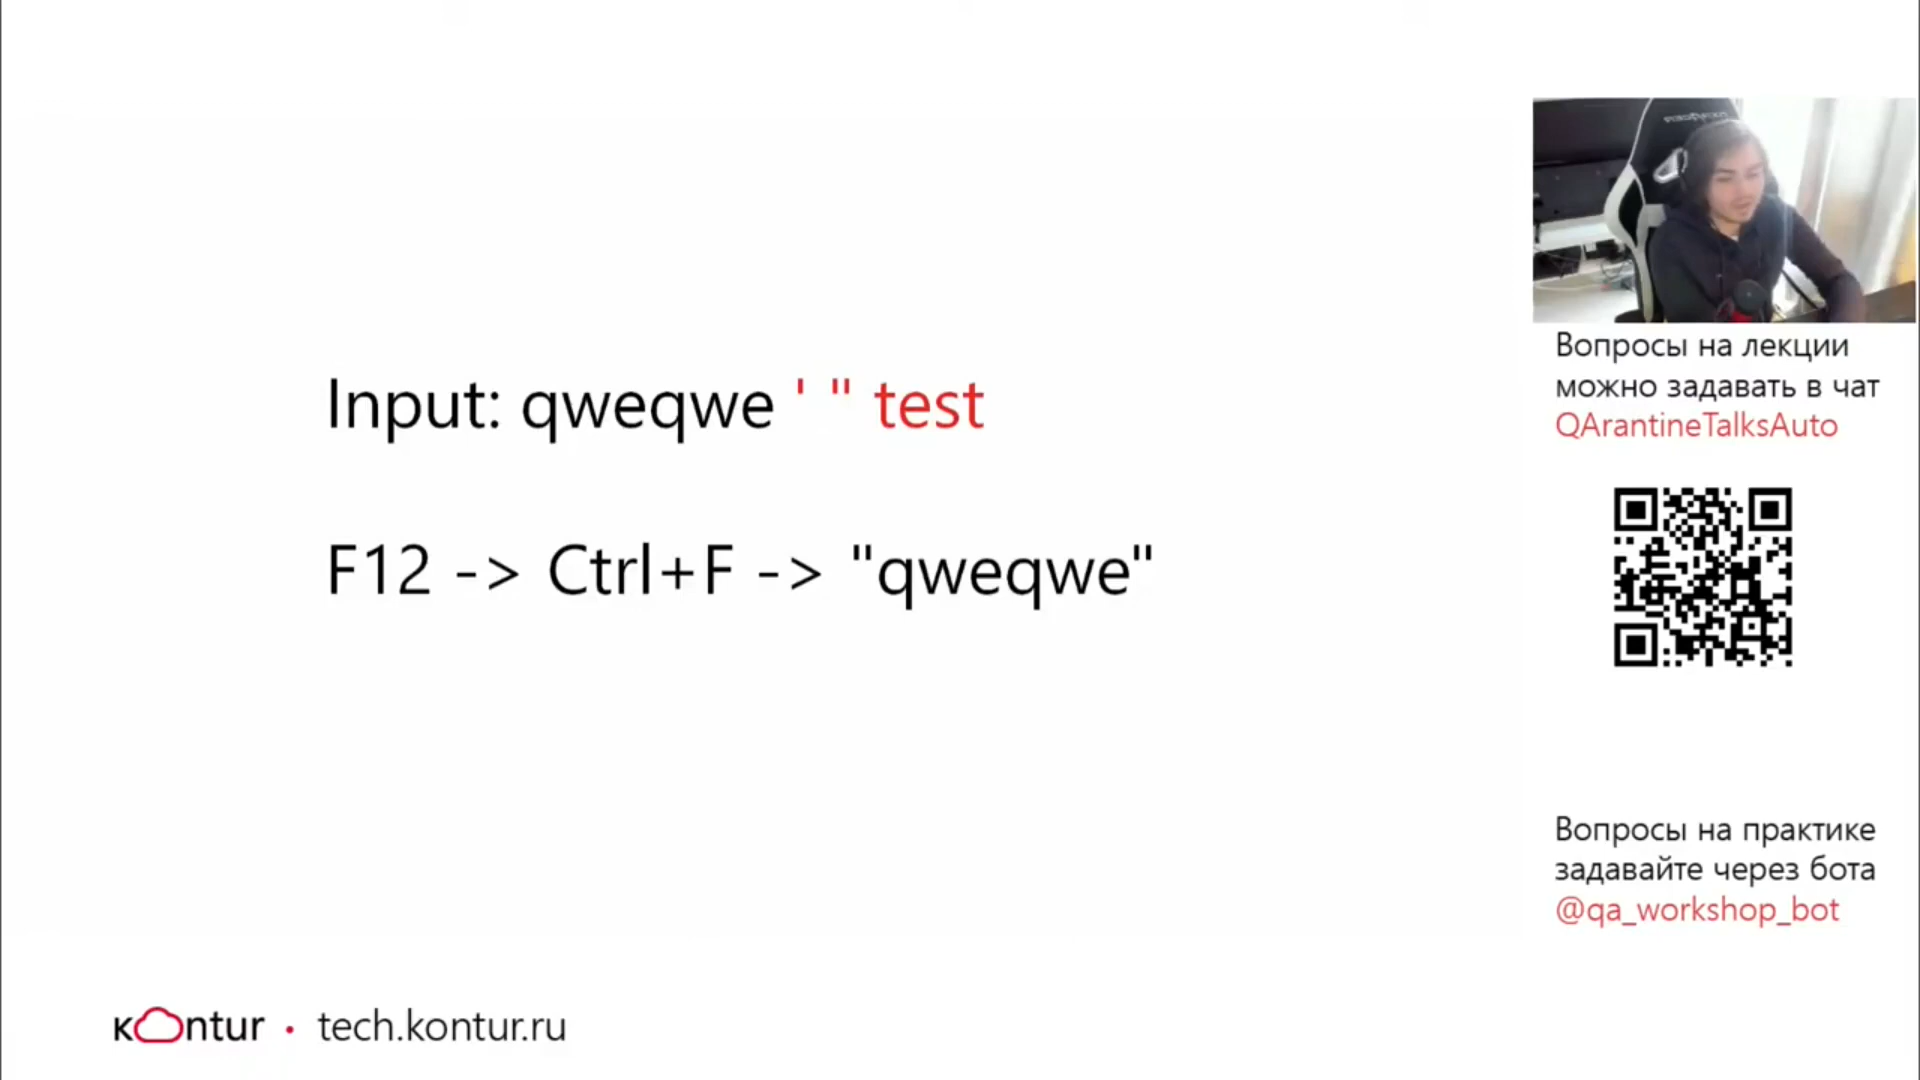 Input: qweqwe ' " test
F12 -> Ctrl+F -> "qweqwe"
Вопросы на лекции
можно задавать в чат
QArantineTalksAuto
Вопросы на практике
задавайте через бота
@qa_workshop_bot
кontur • tech.kontur.ru